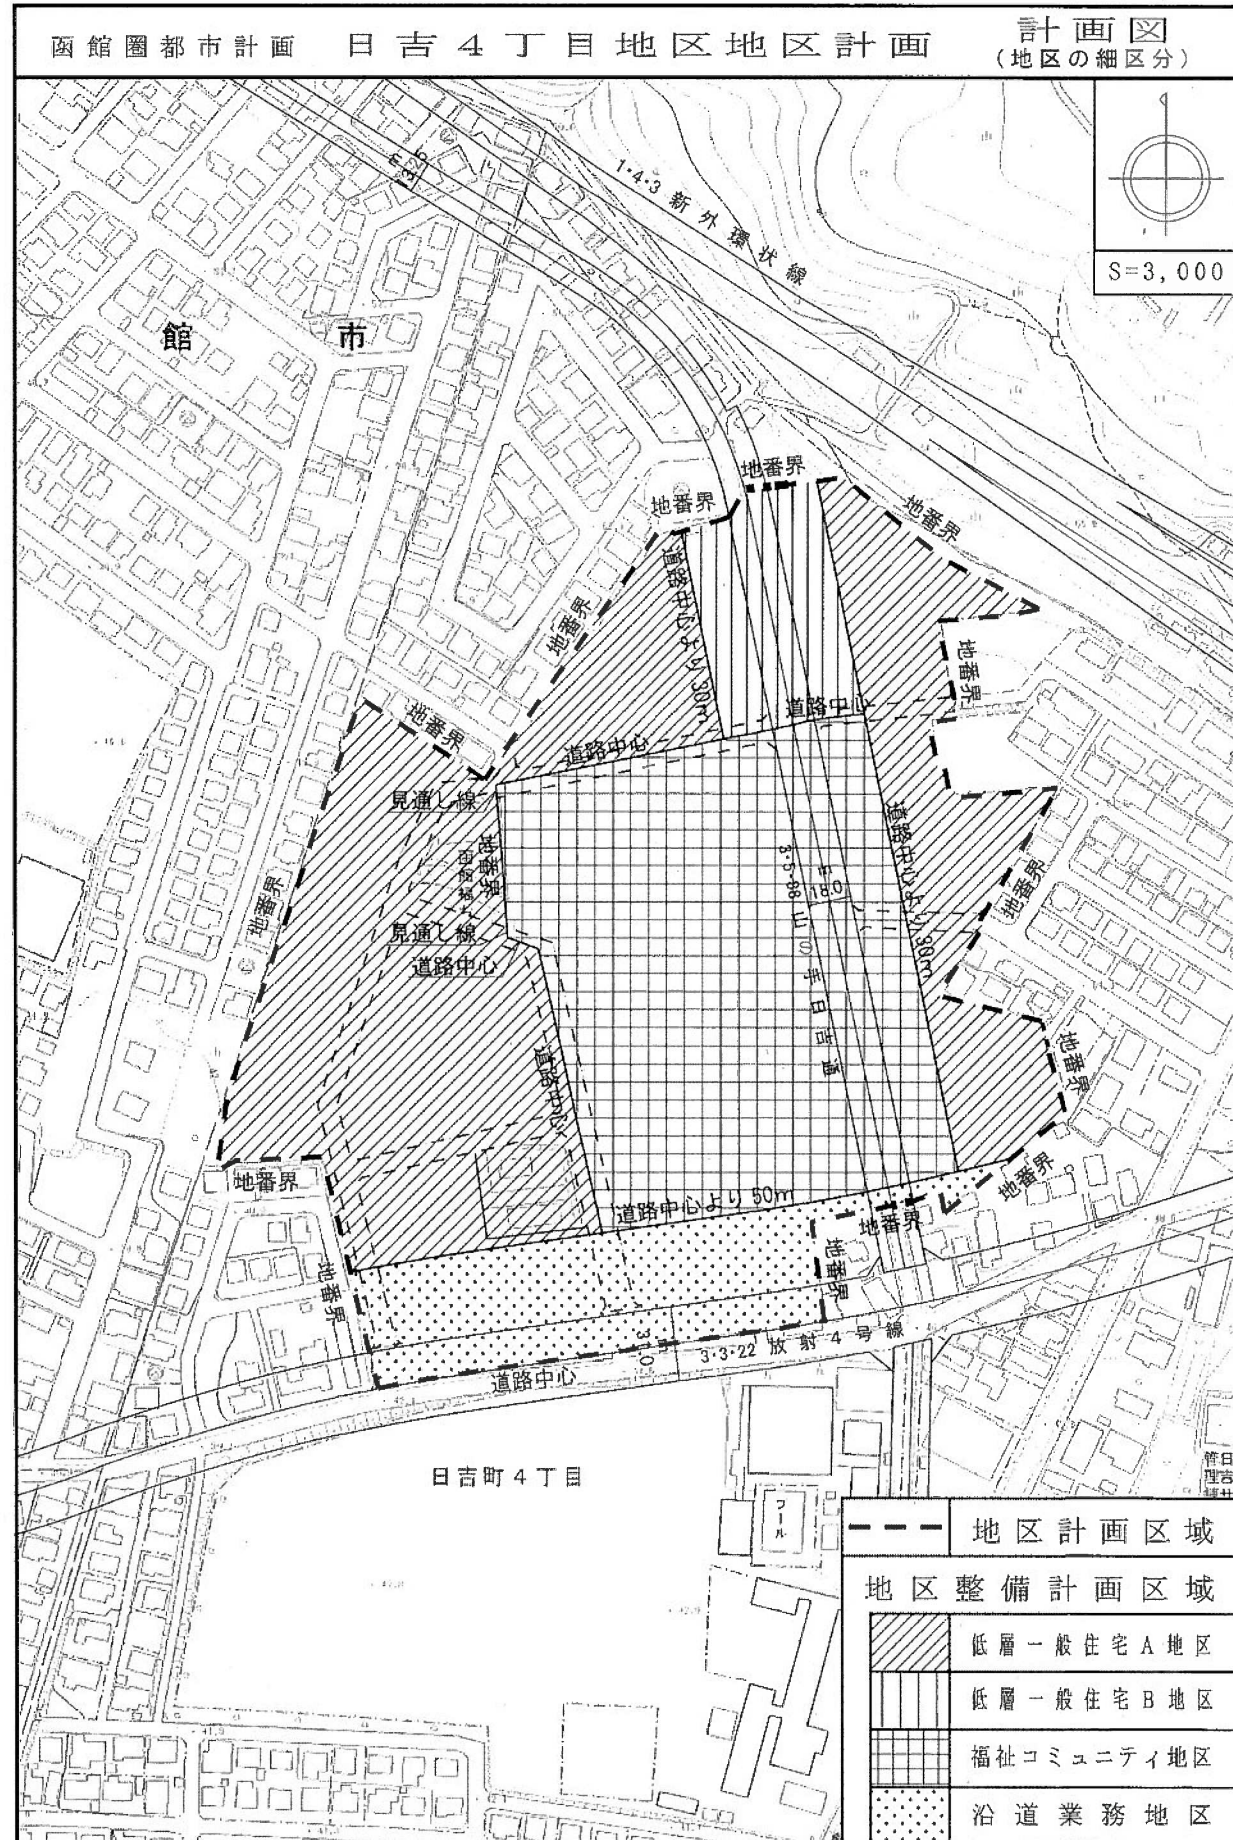 函館圏都市計画 日吉4丁目地区地区計画 計画図
(地区の細区分)
S=3,000
1・4・3 新外環状線
館 市
地番界
地番界
地番界
地番界
道路中心より30m
地番界
地番界
道路中心
道路中心
見通し線
地番界
道路中心より30m
3・5・88 山の手日吉通
18.0
地番界
地番界
見通し線
道路中心
道路中心
地番界
地番界
地番界
道路中心より50m
地番界
地番界
地番界
3・3・22 放射4号線
道路中心
日吉町4丁目
プール
地区計画区域
地区整備計画区域
低層一般住宅A地区
低層一般住宅B地区
福祉コミュニティ地区
沿道業務地区